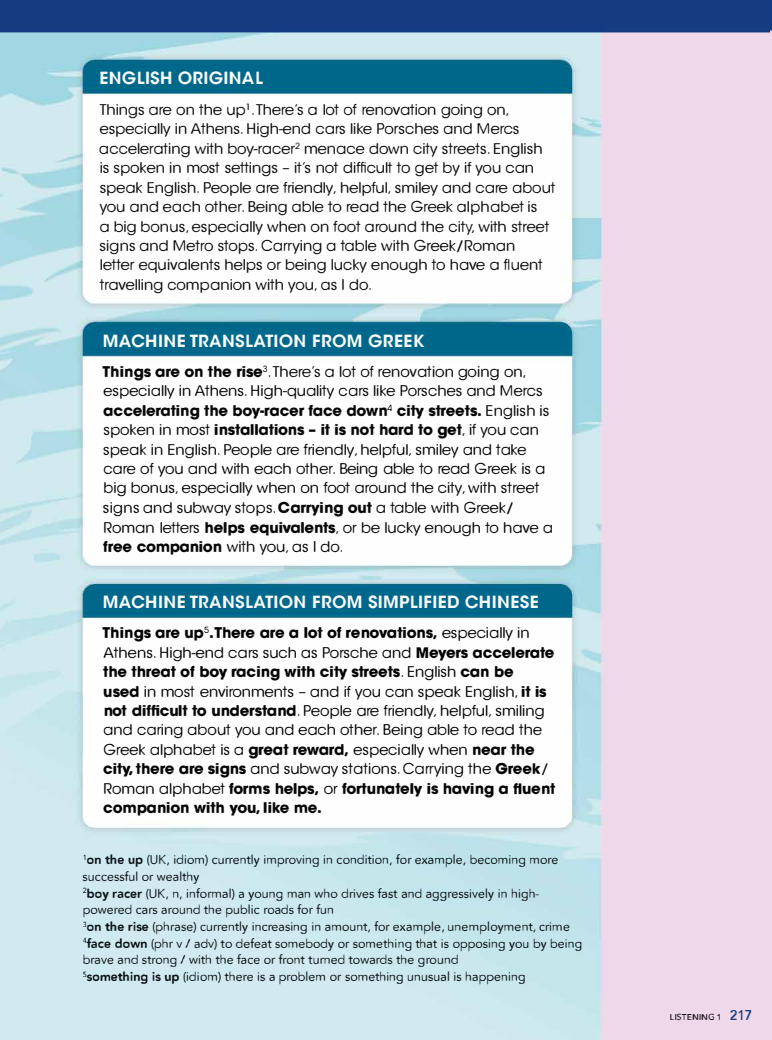 ENGLISH ORIGINAL
Things are on the up¹. There's a lot of renovation going on,
especially in Athens. High-end cars like Porsches and Mercs
accelerating with boy-racer² menace down city streets. English
is spoken in most settings – it's not difficult to get by if you can
speak English. People are friendly, helpful, smiley and care about
you and each other. Being able to read the Greek alphabet is
a big bonus, especially when on foot around the city, with street
signs and Metro stops. Carrying a table with Greek/Roman
letter equivalents helps or being lucky enough to have a fluent
travelling companion with you, as I do.
MACHINE TRANSLATION FROM GREEK
Things are on the rise³. There's a lot of renovation going on,
especially in Athens. High-quality cars like Porsches and Mercs
accelerating the boy-racer face down⁴ city streets. English is
spoken in most installations – it is not hard to get, if you can
speak in English. People are friendly, helpful, smiley and take
care of you and with each other. Being able to read Greek is a
big bonus, especially when on foot around the city, with street
signs and subway stops. Carrying out a table with Greek/
Roman letters helps equivalents, or be lucky enough to have a
free companion with you, as I do.
MACHINE TRANSLATION FROM SIMPLIFIED CHINESE
Things are up⁵. There are a lot of renovations, especially in
Athens. High-end cars such as Porsche and Meyers accelerate
the threat of boy racing with city streets. English can be
used in most environments – and if you can speak English, it is
not difficult to understand. People are friendly, helpful, smiling
and caring about you and each other. Being able to read the
Greek alphabet is a great reward, especially when near the
city, there are signs and subway stations. Carrying the Greek/
Roman alphabet forms helps, or fortunately is having a fluent
companion with you, like me.
¹on the up (UK, idiom) currently improving in condition, for example, becoming more
successful or wealthy
²boy racer (UK, n, informal) a young man who drives fast and aggressively in high-
powered cars around the public roads for fun
³on the rise (phrase) currently increasing in amount, for example, unemployment, crime
⁴face down (phr v / adv) to defeat somebody or something that is opposing you by being
brave and strong / with the face or front turned towards the ground
⁵something is up (idiom) there is a problem or something unusual is happening
LISTENING 1 217